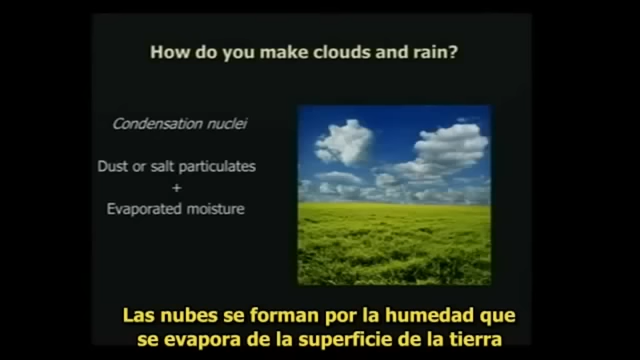 How do you make clouds and rain?
Condensation nuclei
Dust or salt particulates
+
Evaporated moisture
Las nubes se forman por la humedad que
se evapora de la superficie de la tierra